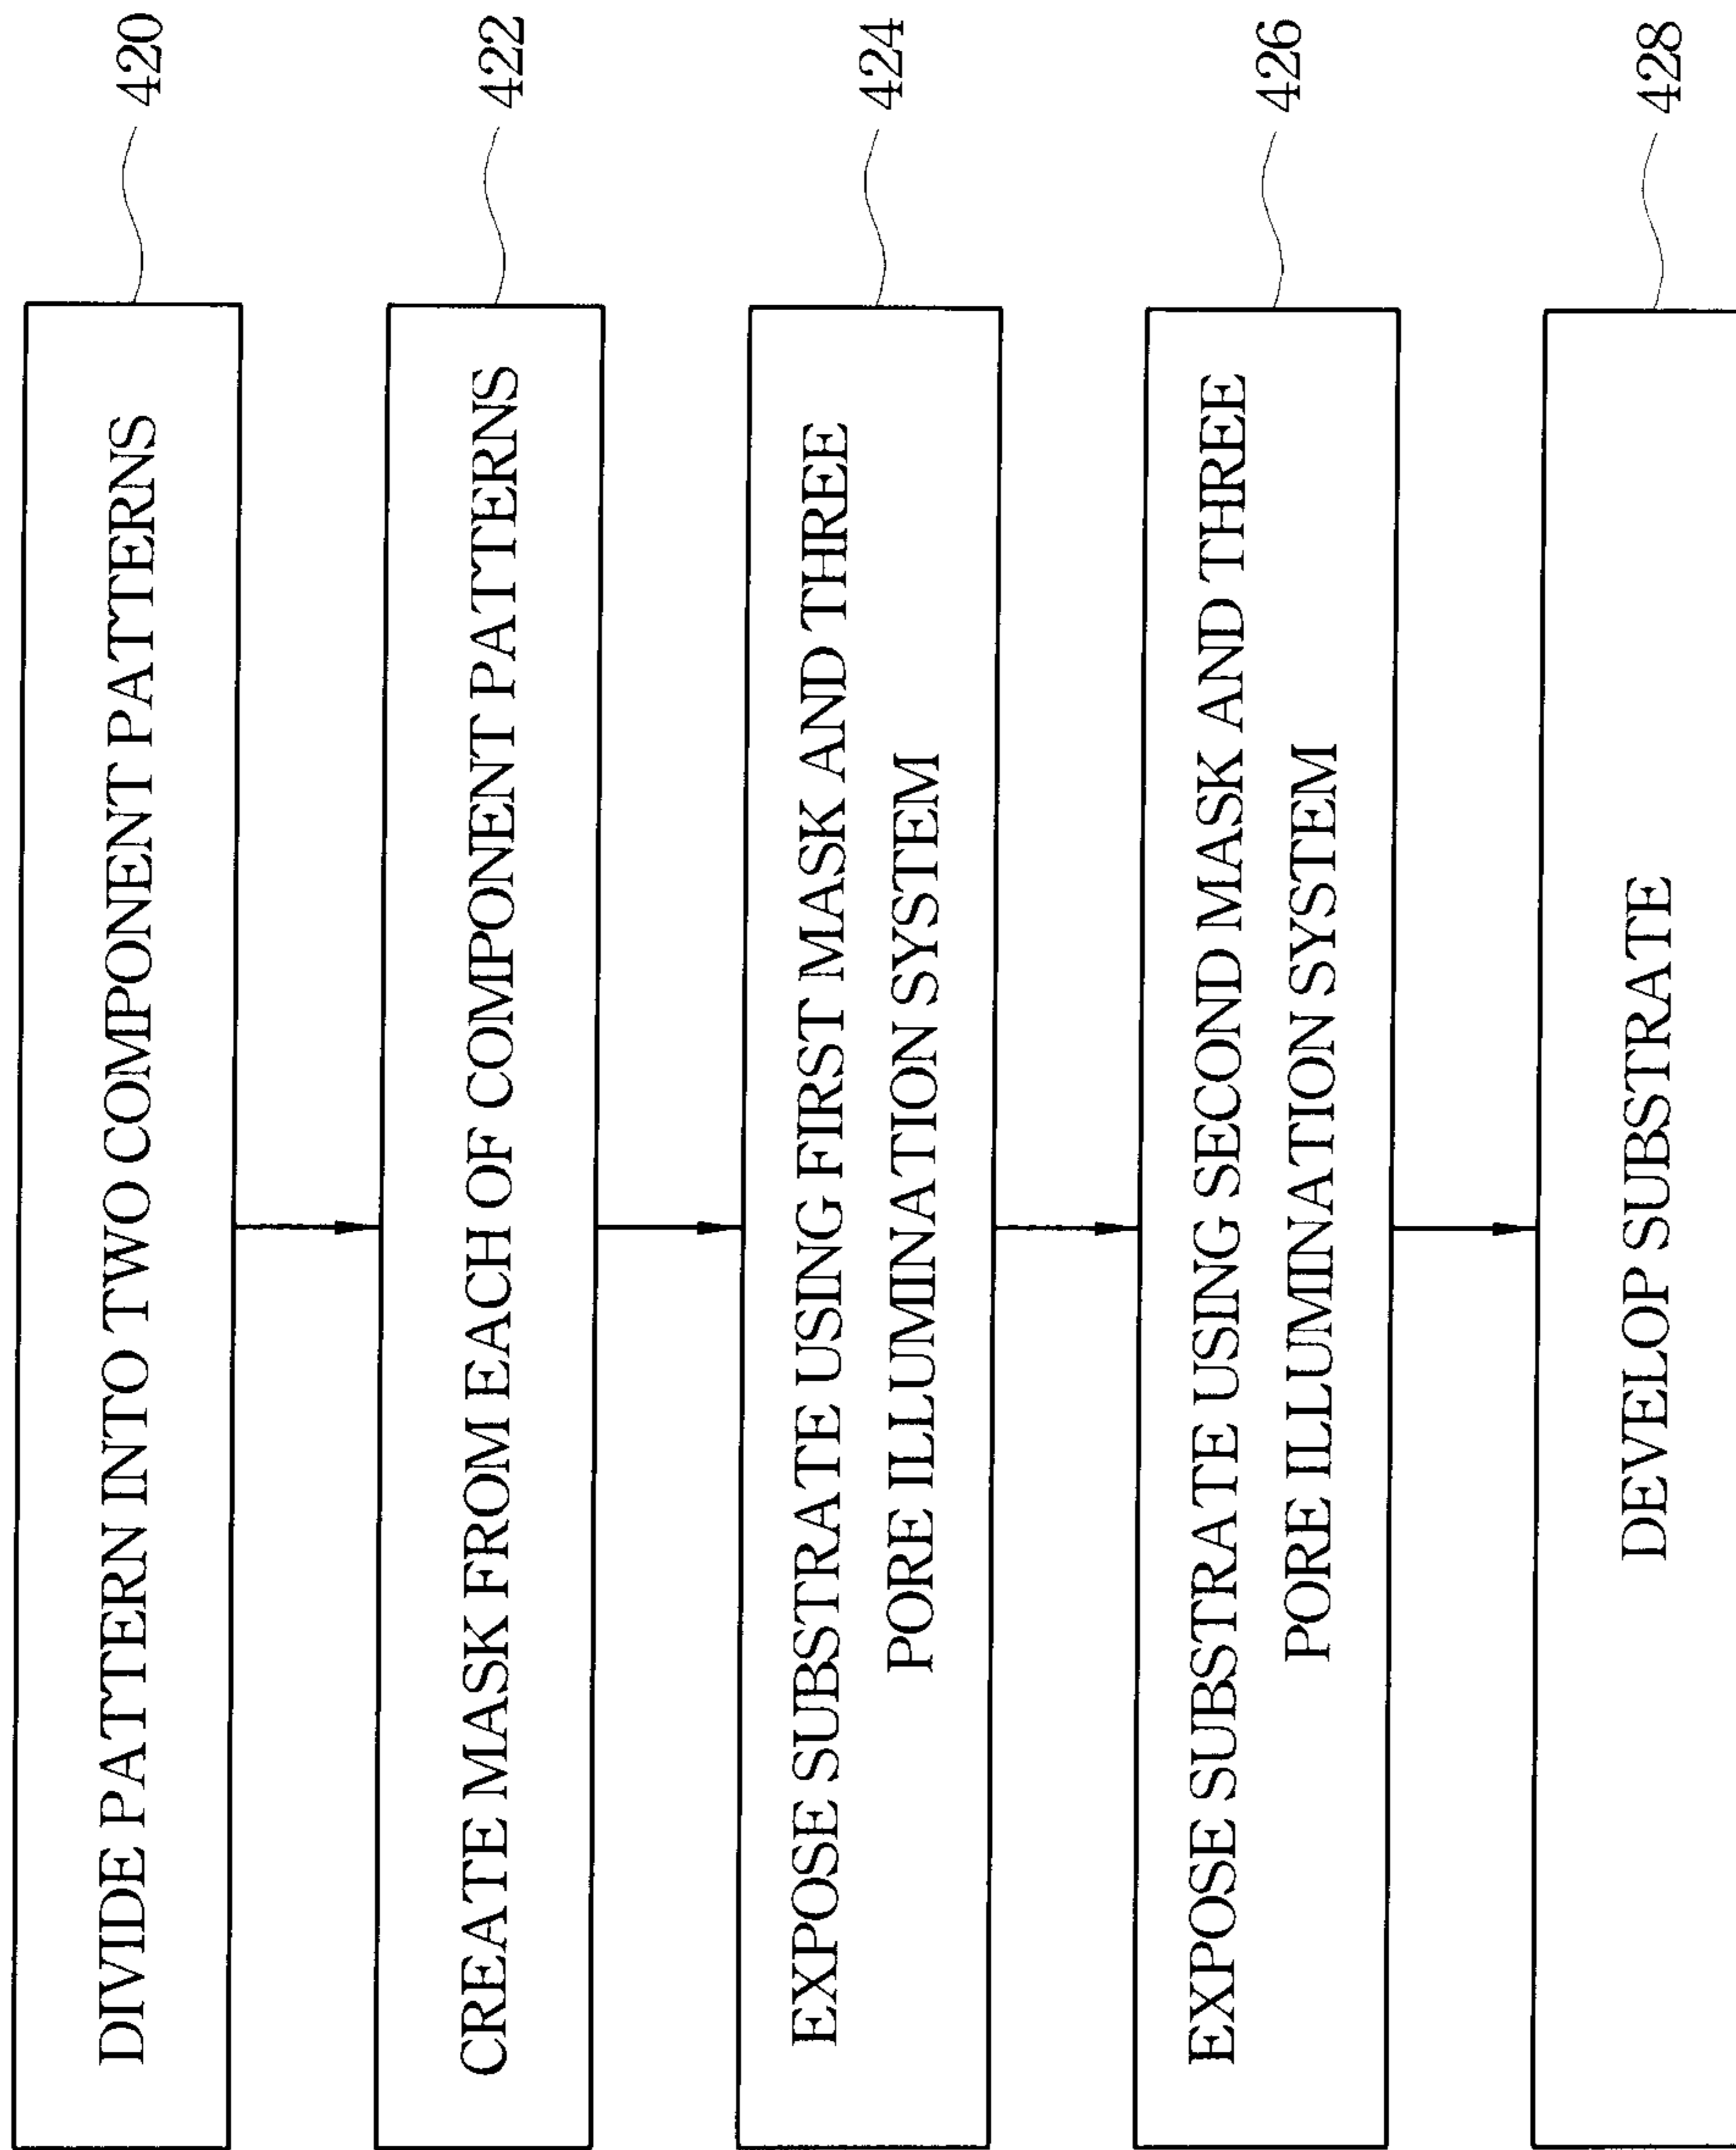 DIVIDE PATTERN INTO TWO COMPONENT PATTERNS
420
CREATE MASK FROM EACH OF COMPONENT PATTERNS
422
EXPOSE SUBSTRATE USING FIRST MASK AND THREE
PORE ILLUMINATION SYSTEM
424
EXPOSE SUBSTRATE USING SECOND MASK AND THREE
PORE ILLUMINATION SYSTEM
426
DEVELOP SUBSTRATE
428